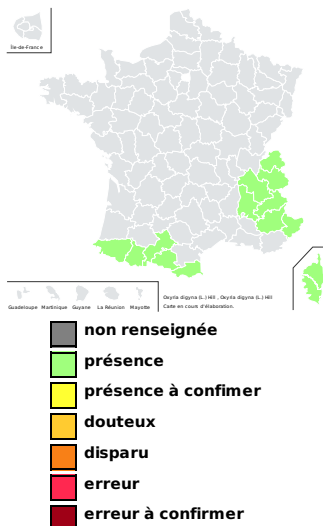 Île-de-France
Guadeloupe Martinique Guyane La Réunion Mayotte
Oxyria digyna (L.) Hill , Oxyria digyna (L.) Hill
Carte en cours d'élaboration.
non renseignée
présence
présence à confimer
douteux
disparu
erreur
erreur à confirmer